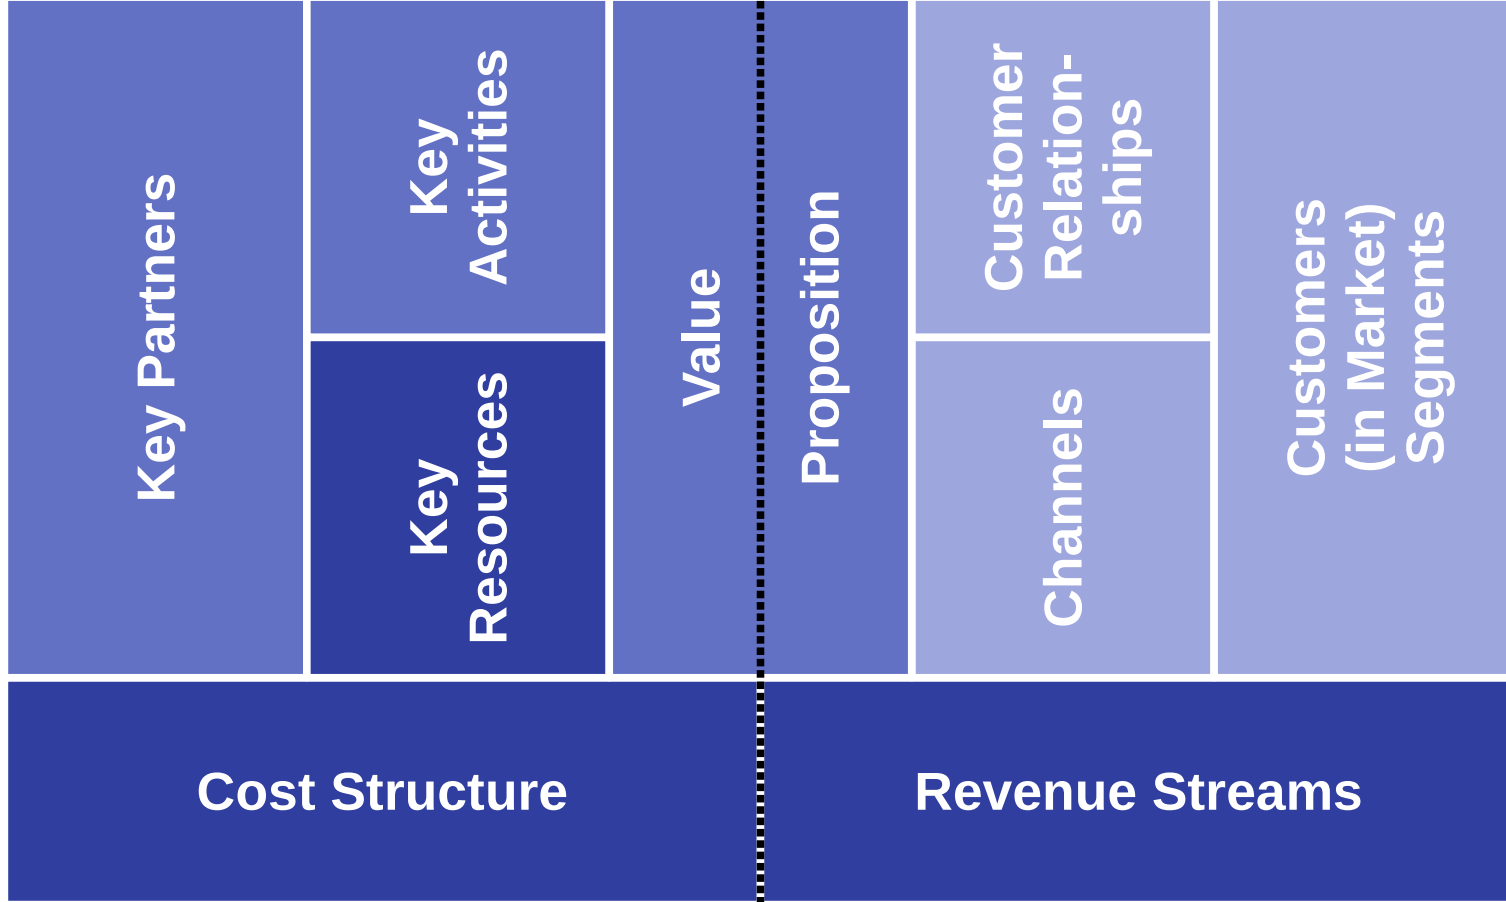 Key Partners
Key
Activities
Key
Resources
Value
Proposition
Customer
Relation-
ships
Channels
Customers
(in Market)
Segments
Cost Structure
Revenue Streams